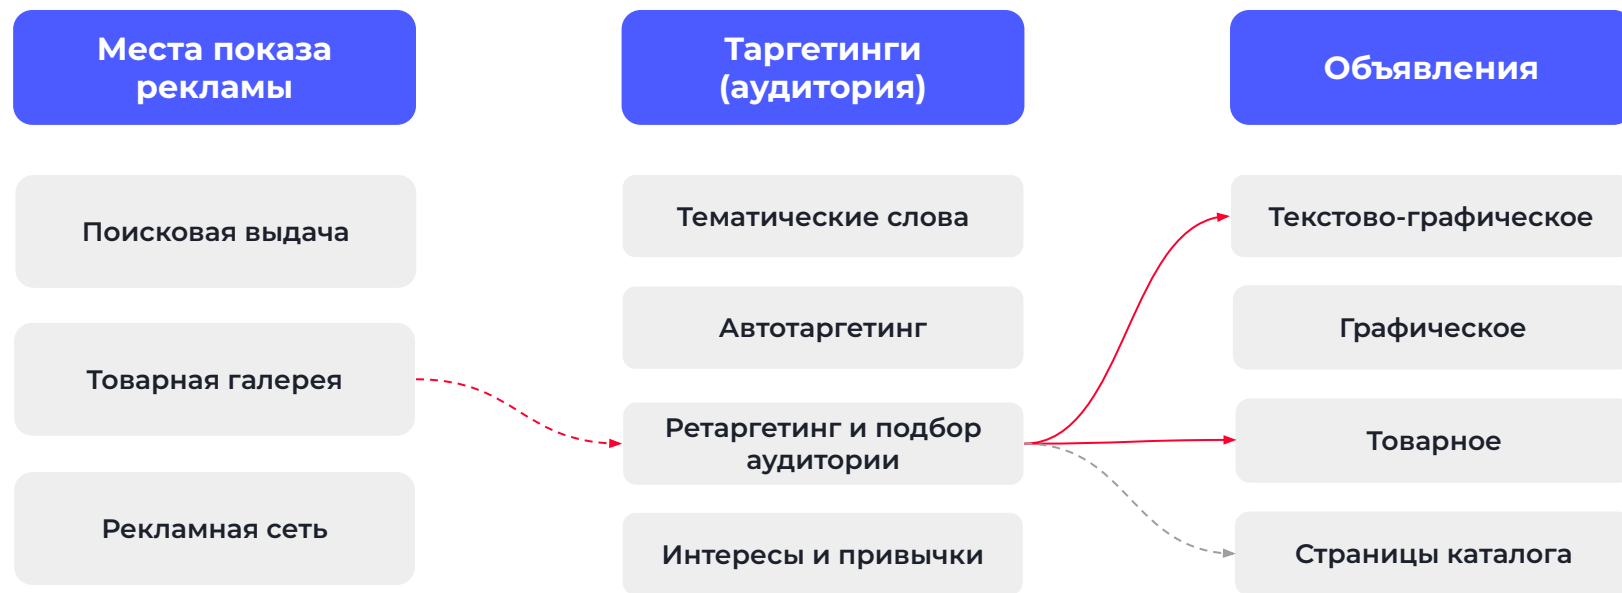 Места показа
рекламы
Таргетинги
(аудитория)
Объявления
Поисковая выдача
Товарная галерея
Рекламная сеть
Тематические слова
Автотаргетинг
Ретаргетинг и подбор
аудитории
Интересы и привычки
Текстово-графическое
Графическое
Товарное
Страницы каталога